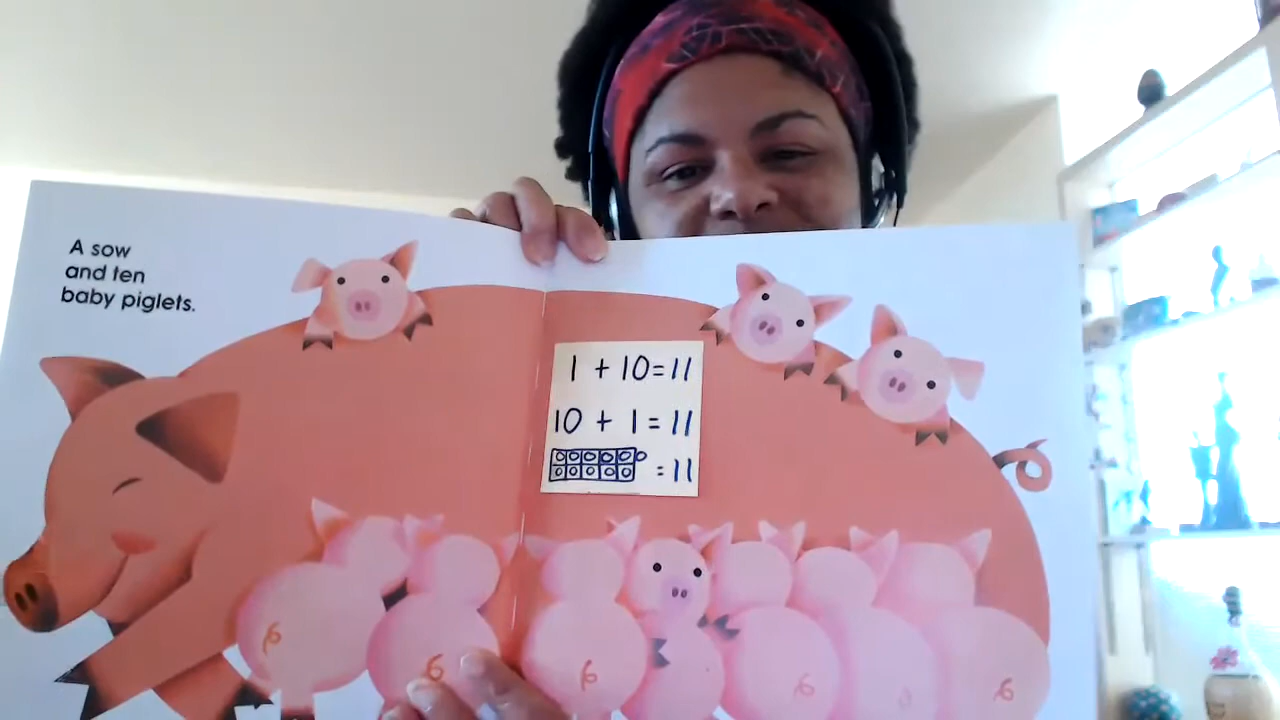 A sow
and ten
baby piglets.
1 + 10 = 11
10 + 1 = 11
= 11